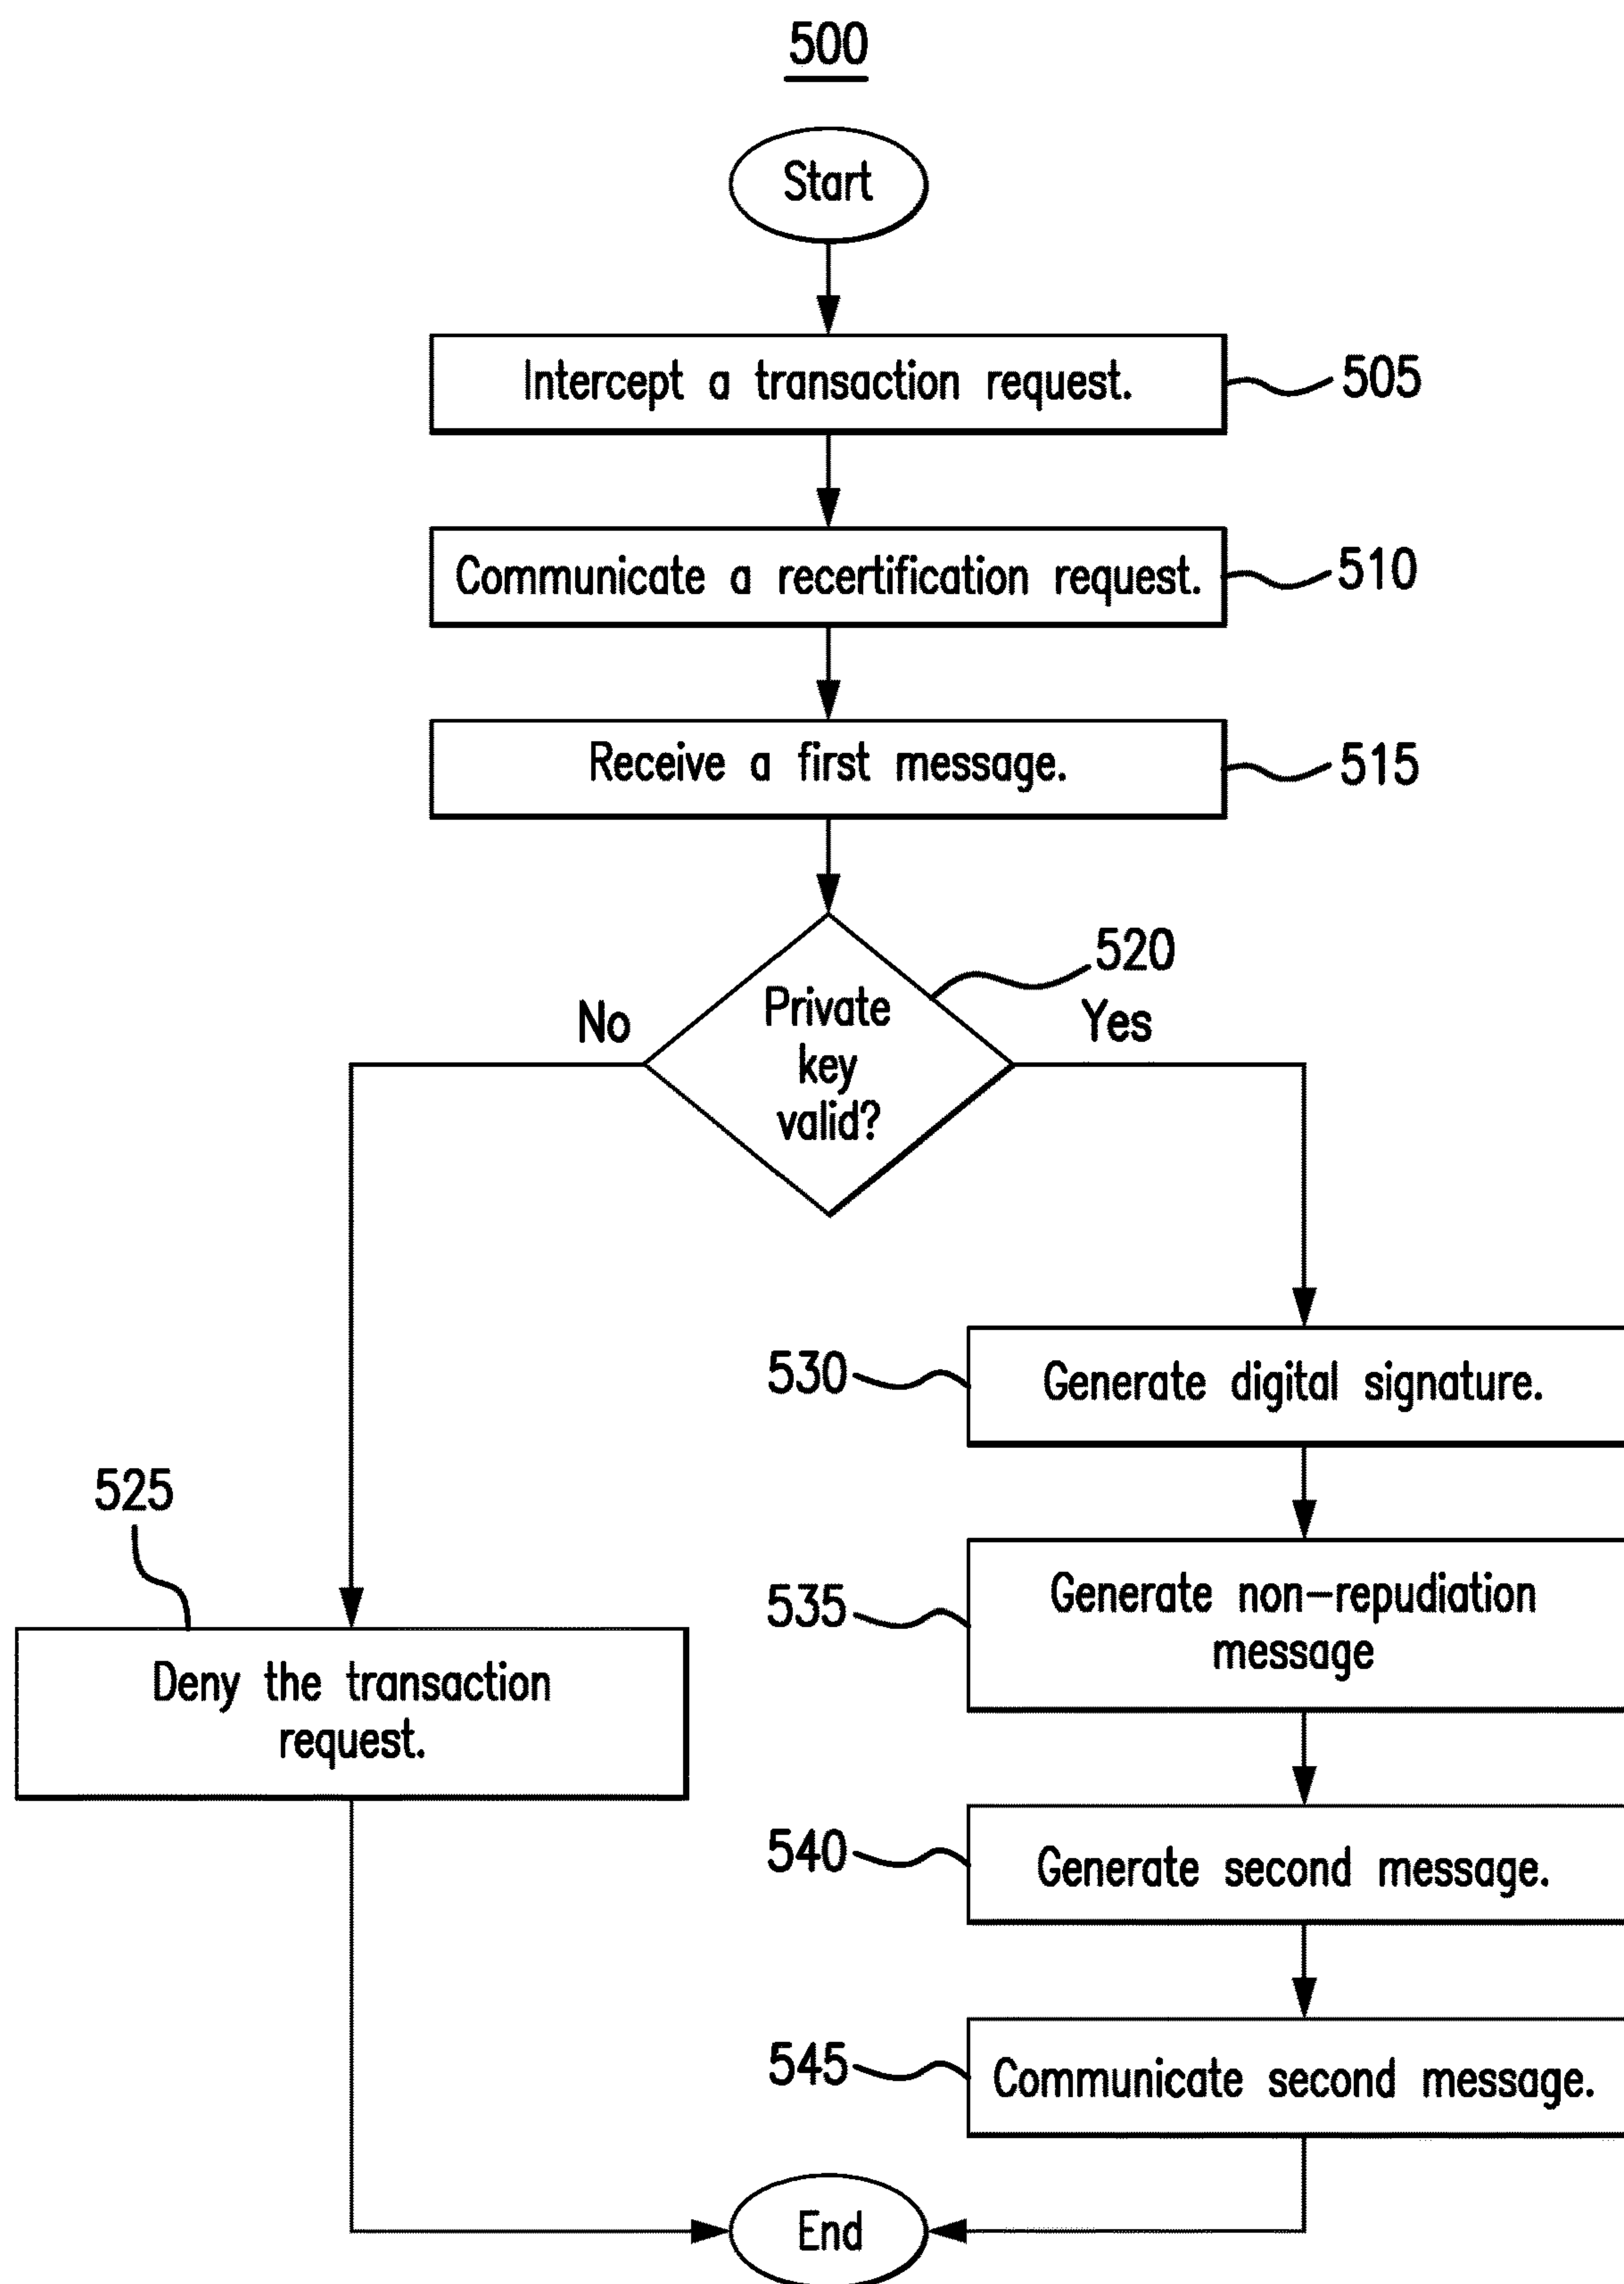 500
Start
Intercept a transaction request.
505
Communicate a recertification request.
510
Receive a first message.
515
520
No
Private
key
valid?
Yes
530
Generate digital signature.
525
Deny the transaction
request.
535
Generate non-repudiation
message
540
Generate second message.
545
Communicate second message.
End